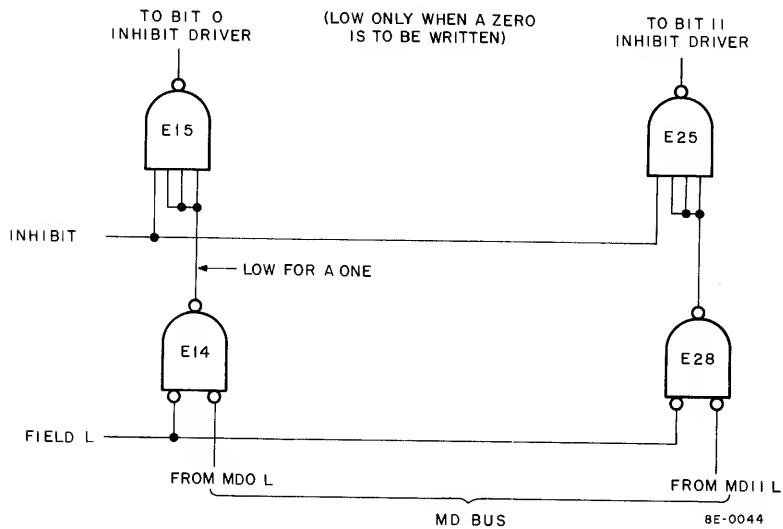 TO BIT 0
INHIBIT DRIVER
(LOW ONLY WHEN A ZERO
IS TO BE WRITTEN)
TO BIT 11
INHIBIT DRIVER
E15
E25
INHIBIT
LOW FOR A ONE
E14
E28
FIELD L
FROM MD0 L
FROM MD11 L
MD BUS
8E-0044